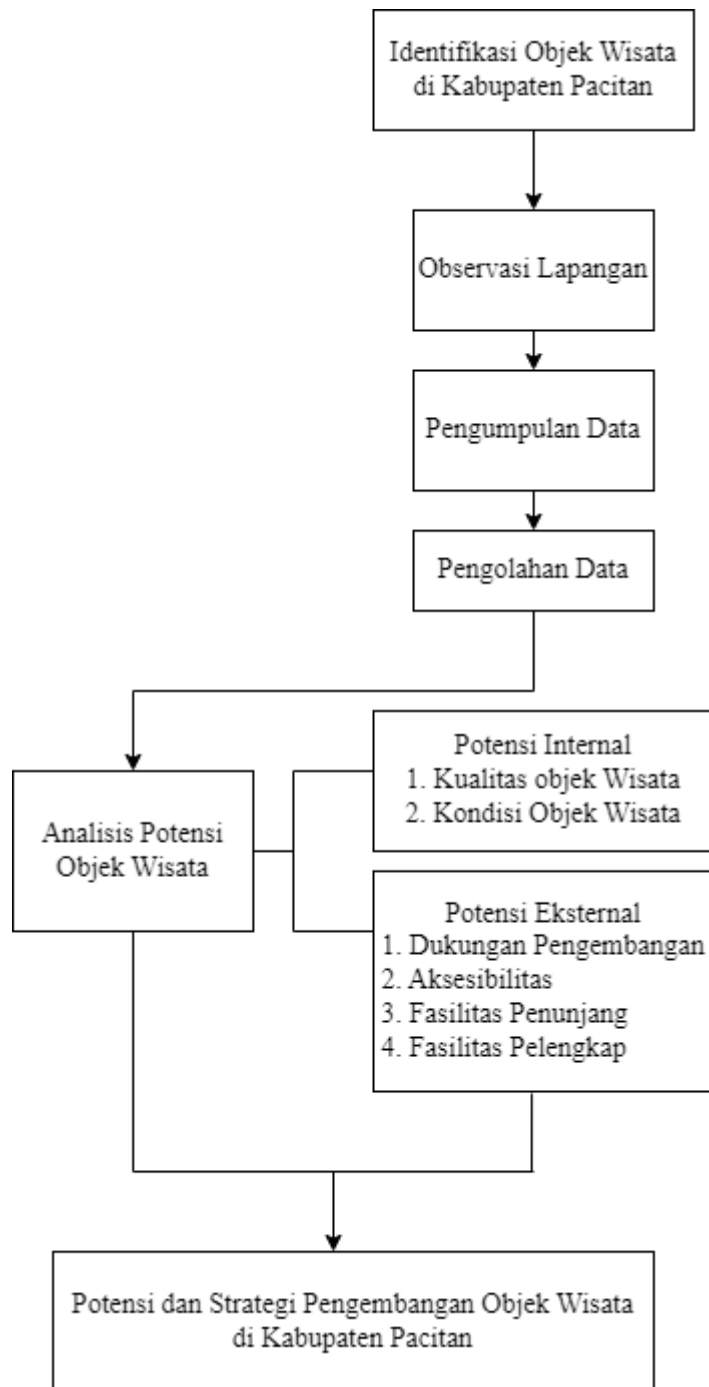 Identifikasi Objek Wisata
di Kabupaten Pacitan
Observasi Lapangan
Pengumpulan Data
Pengolahan Data
Analisis Potensi
Objek Wisata
Potensi Internal
1. Kualitas objek Wisata
2. Kondisi Objek Wisata
Potensi Eksternal
1. Dukungan Pengembangan
2. Aksesibilitas
3. Fasilitas Penunjang
4. Fasilitas Pelengkap
Potensi dan Strategi Pengembangan Objek Wisata
di Kabupaten Pacitan